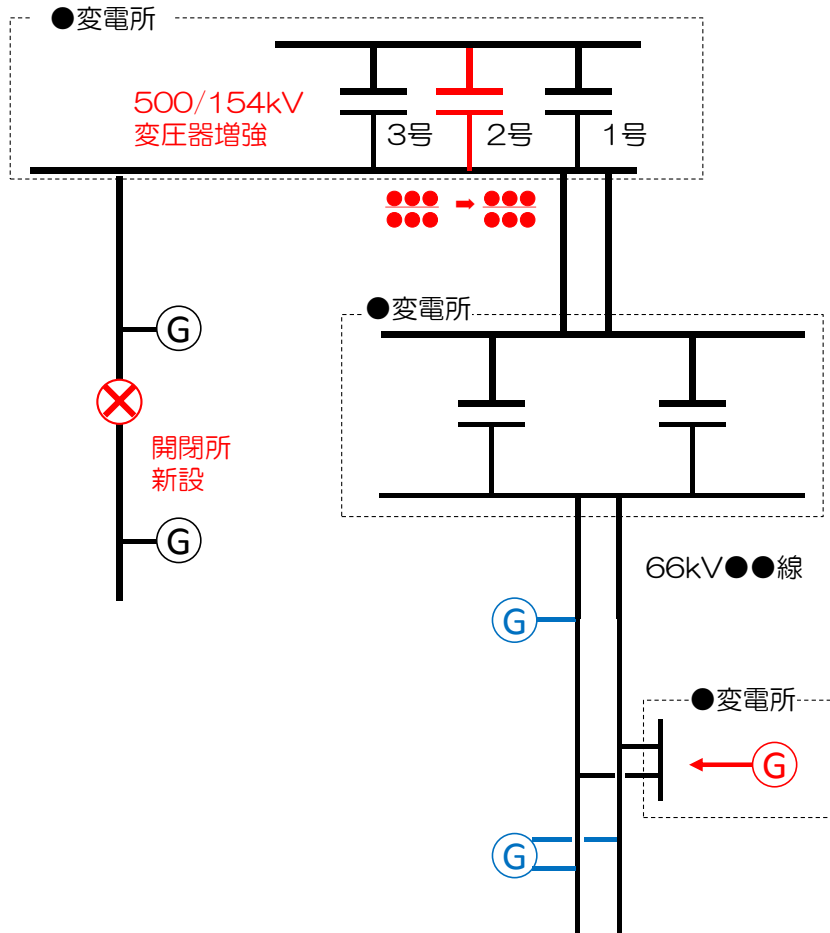 ●変電所
500/154kV
変圧器増強
3号
2号
1号
●●● ➡ ●●●
●●● ●●●
●変電所
G
開閉所
新設
G
66kV●●線
G
●変電所
G
G